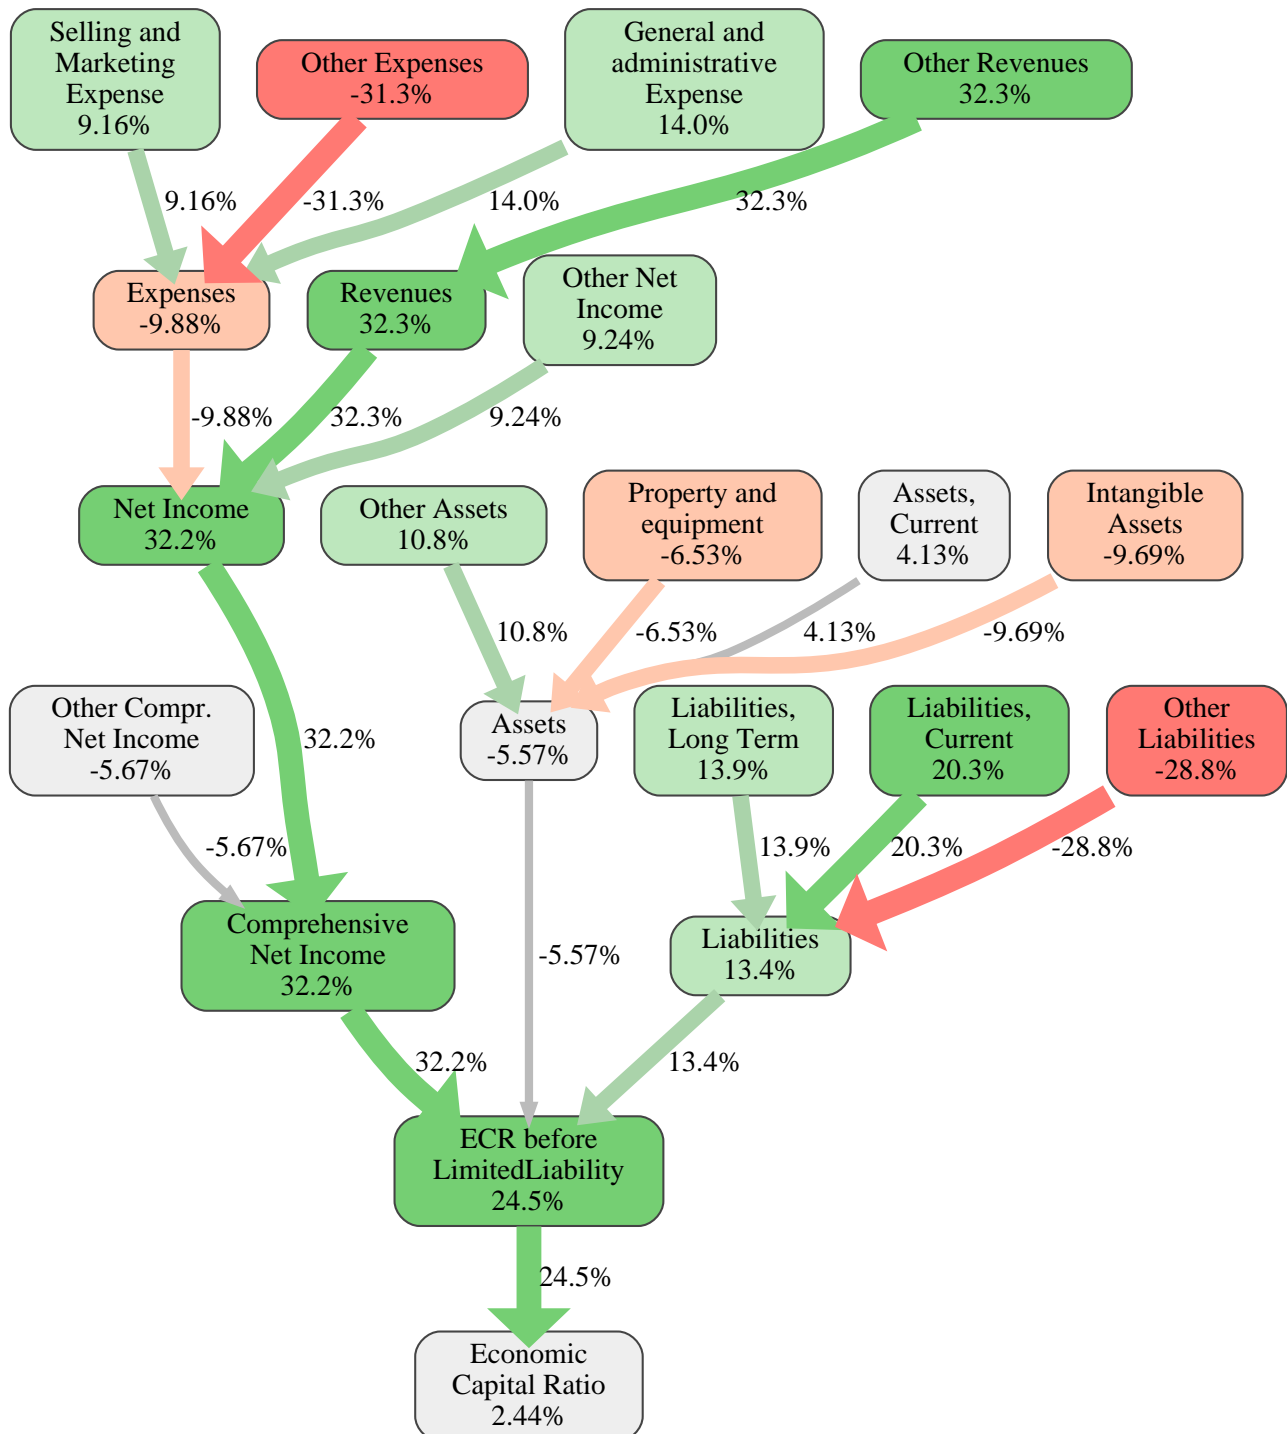 Selling and
Marketing
Expense
9.16%
Other Expenses
-31.3%
General and
administrative
Expense
14.0%
Other Revenues
32.3%
9.16%
-31.3%
14.0%
32.3%
Expenses
-9.88%
Revenues
32.3%
Other Net
Income
9.24%
-9.88%
32.3%
9.24%
Net Income
32.2%
Other Assets
10.8%
Property and
equipment
-6.53%
Assets,
Current
4.13%
Intangible
Assets
-9.69%
10.8%
-6.53%
4.13%
-9.69%
Other Compr.
Net Income
-5.67%
32.2%
Assets
-5.57%
Liabilities,
Long Term
13.9%
Liabilities,
Current
20.3%
Other
Liabilities
-28.8%
-5.67%
13.9%
20.3%
-28.8%
Comprehensive
Net Income
32.2%
-5.57%
Liabilities
13.4%
32.2%
13.4%
ECR before
LimitedLiability
24.5%
24.5%
Economic
Capital Ratio
2.44%